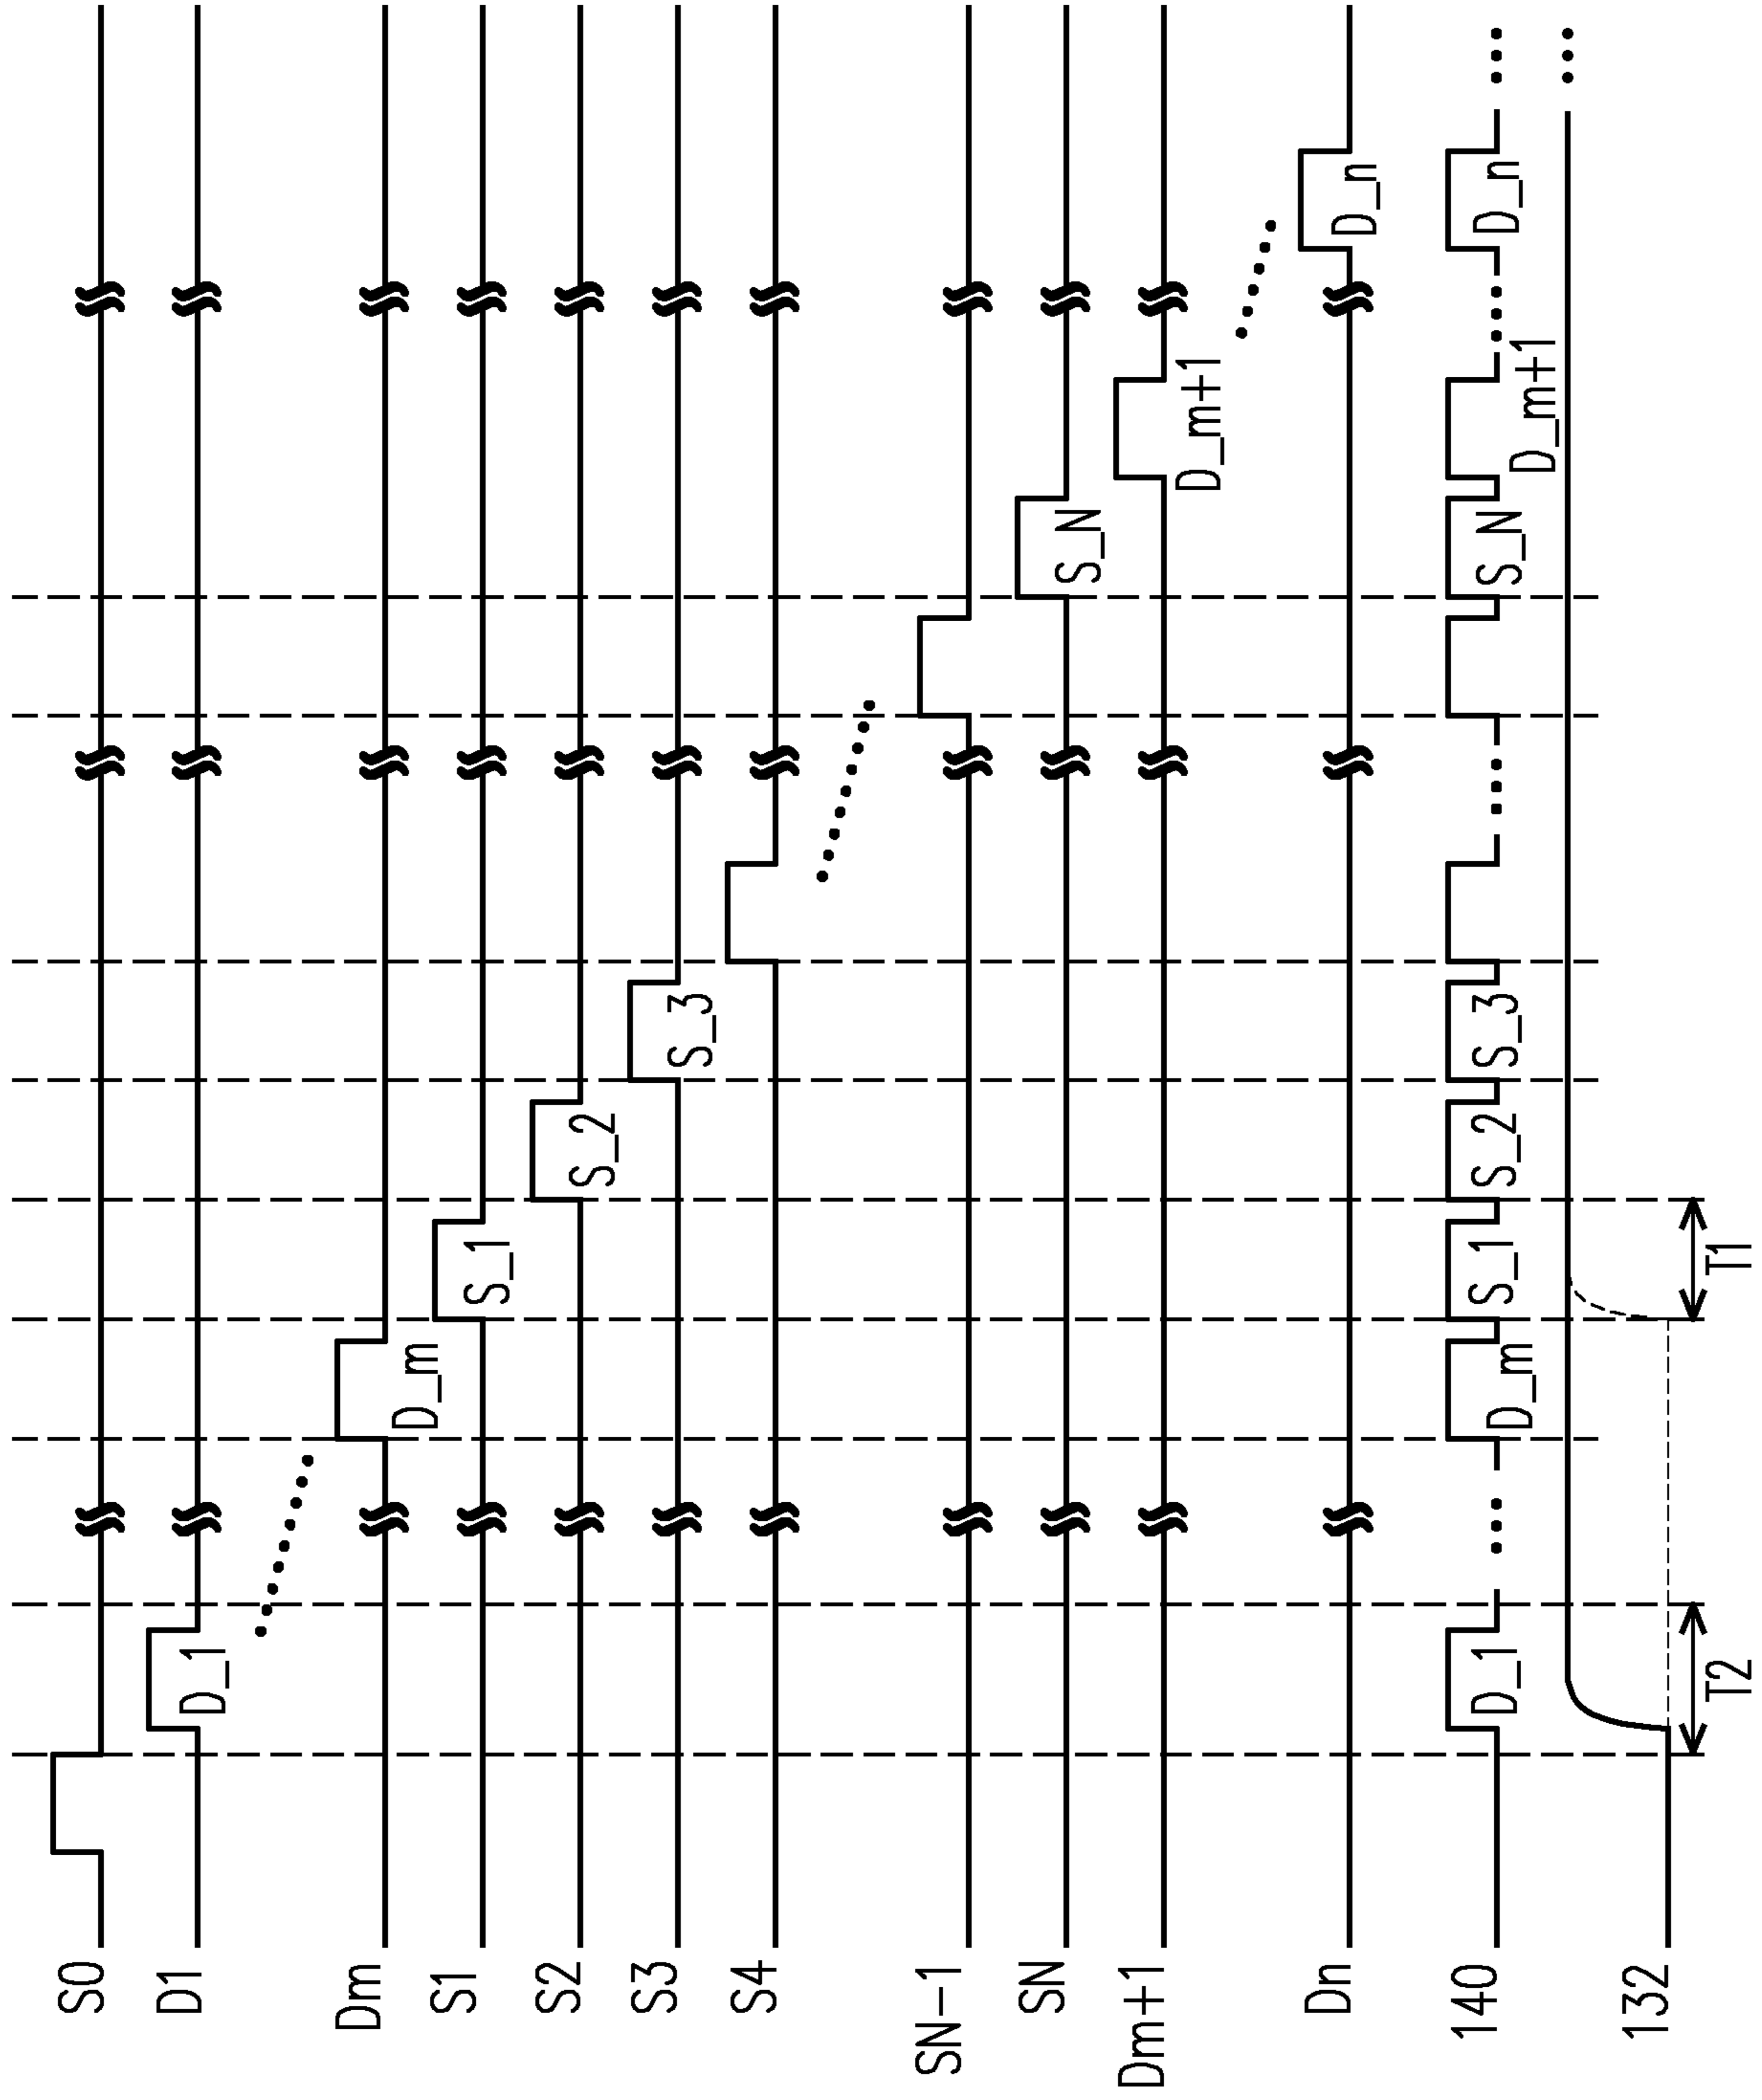 S0
D1
D_1
Dm
D_m
S1
S_1
S2
S_2
S3
S_3
S4
SN-1
SN
S_N
Dm+1
D_m+1
Dn
D_n
140
D_1
D_m
S_1
S_2
S_3
S_N
D_m+1
D_n
132
T2
T1